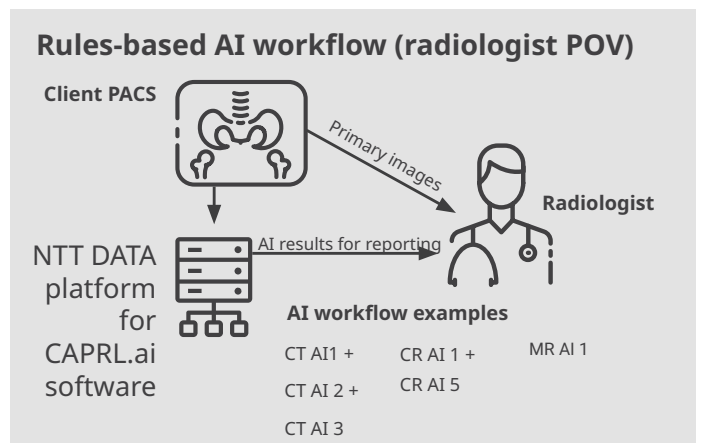 Rules-based AI workflow (radiologist POV)
Client PACS
Primary images
Radiologist
AI results for reporting
NTT DATA
platform
for
CAPRL.ai
software
AI workflow examples
CT AI1 +
CT AI 2 +
CT AI 3
CR AI 1 +
CR AI 5
MR AI 1